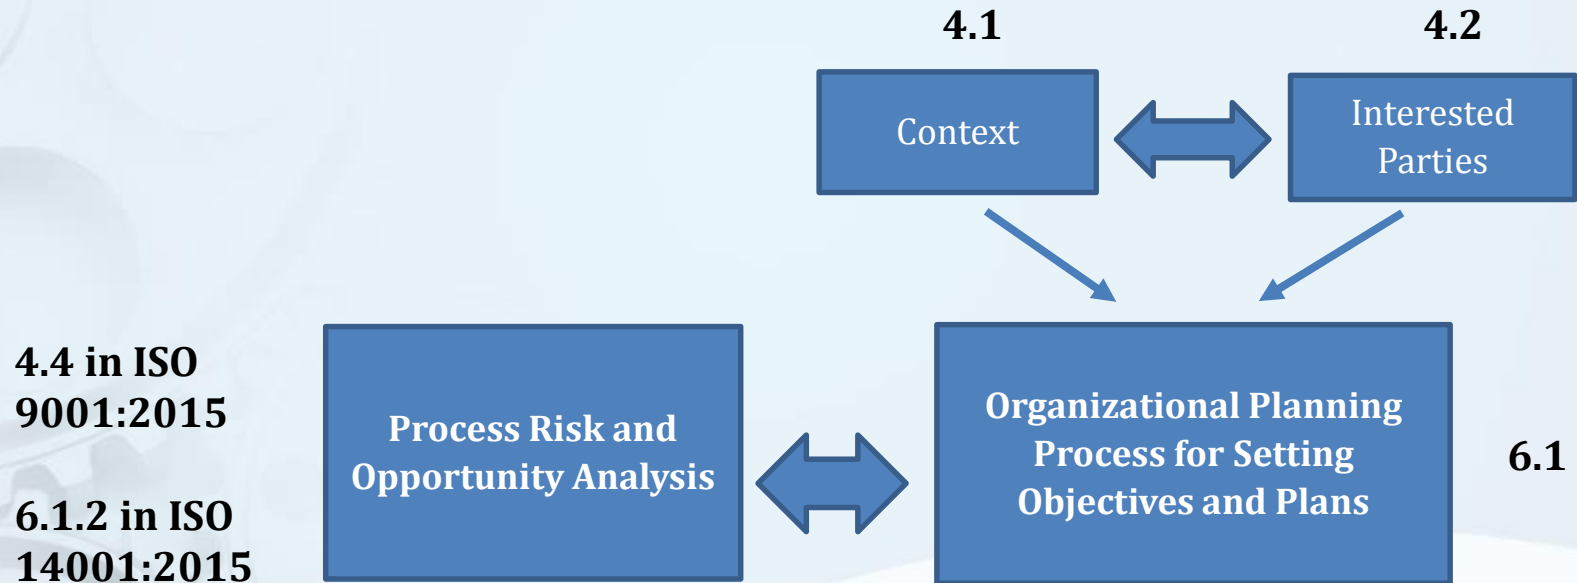 4.1
4.2
Context
Interested
Parties
4.4 in ISO
9001:2015
6.1.2 in ISO
14001:2015
Process Risk and
Opportunity Analysis
Organizational Planning
Process for Setting
Objectives and Plans
6.1